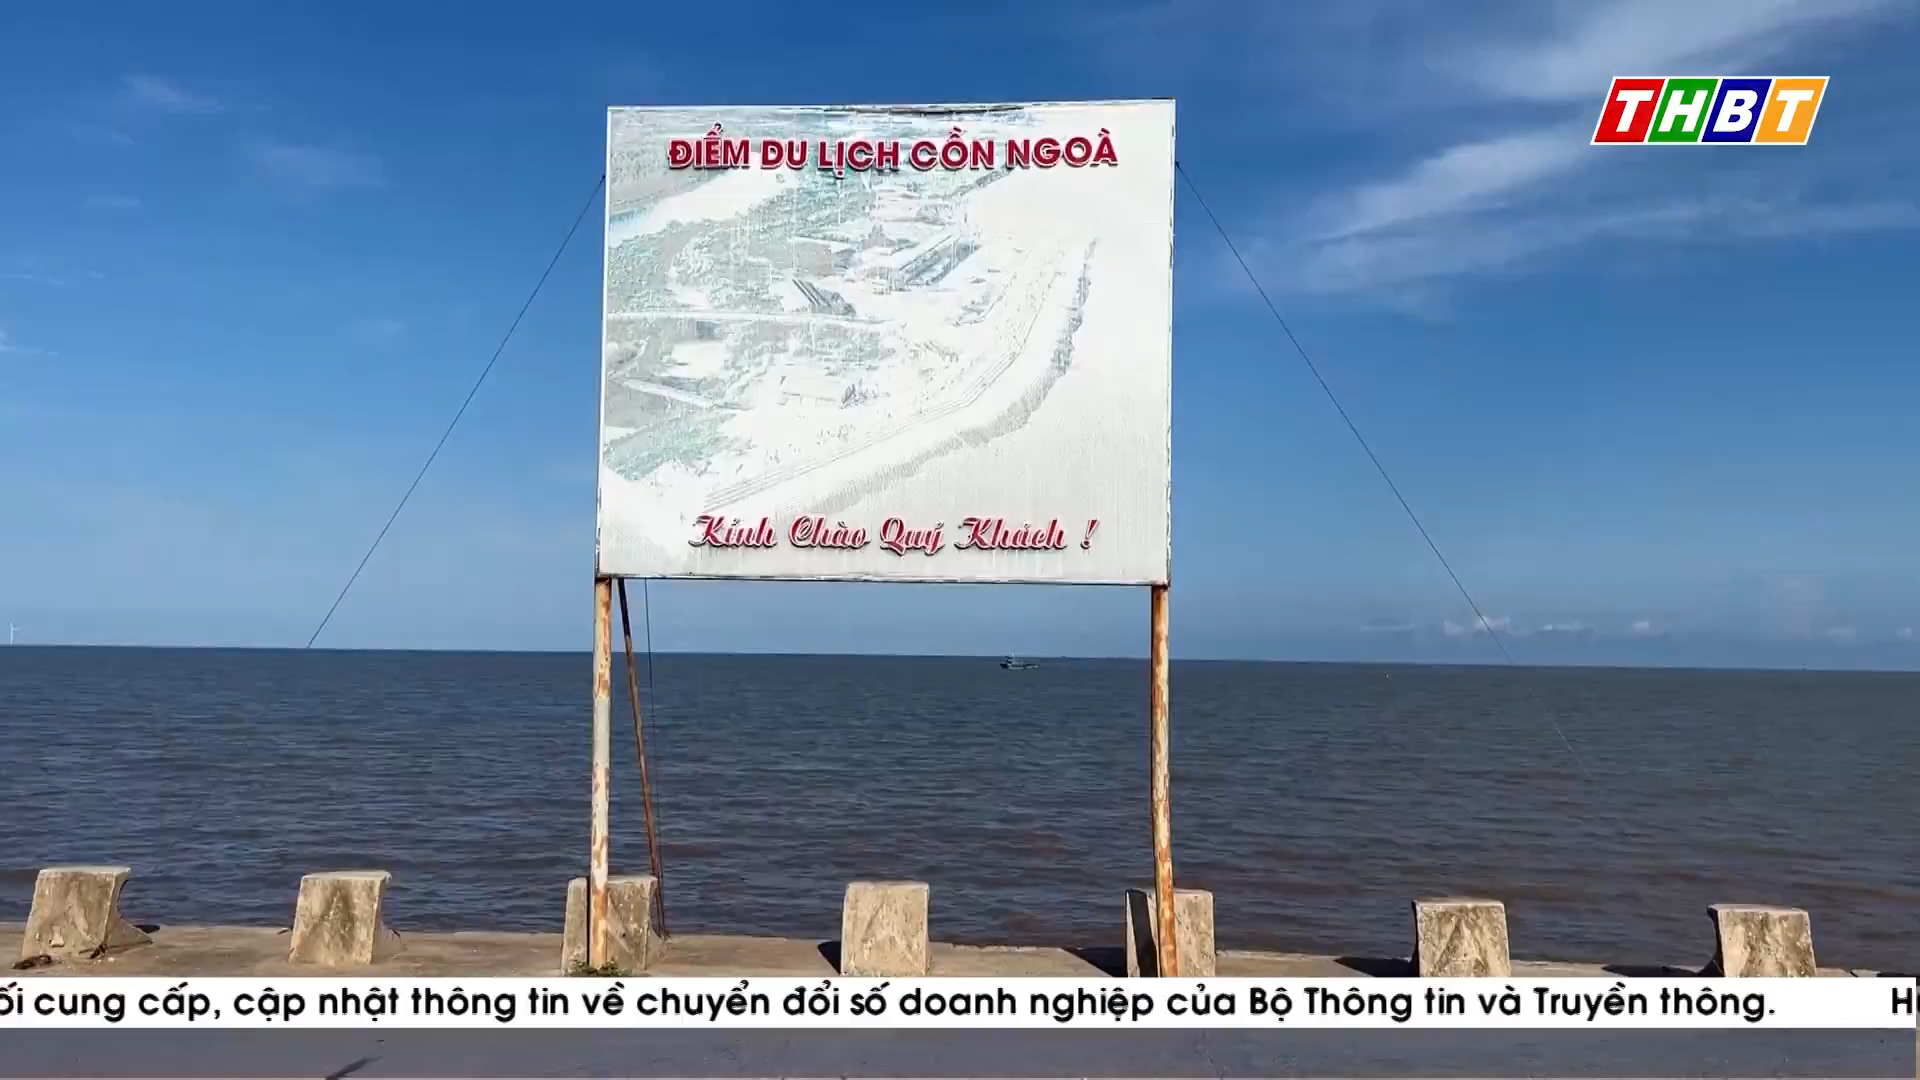 THBT
ĐIỂM DU LỊCH CỒN NGOÀ
Kính Chào Quý Khách !
ối cung cấp, cập nhật thông tin về chuyển đổi số doanh nghiệp của Bộ Thông tin và Truyền thông.